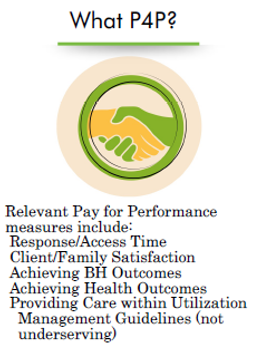 What P4P?
Relevant Pay for Performance
measures include:
Response/Access Time
Client/Family Satisfaction
Achieving BH Outcomes
Achieving Health Outcomes
Providing Care within Utilization
Management Guidelines (not
underserving)